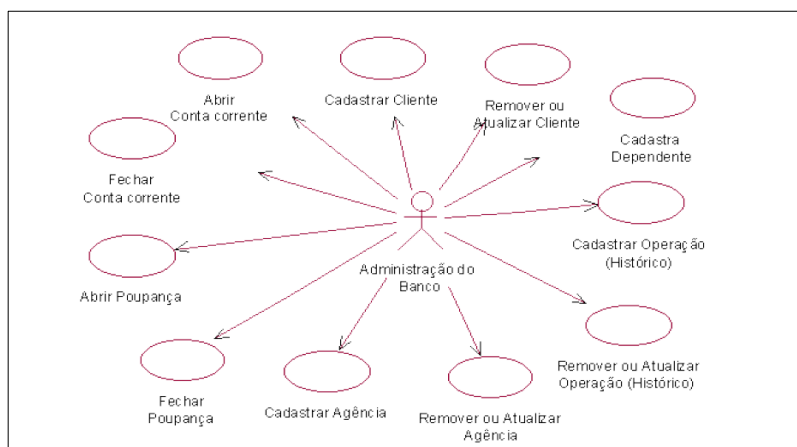 Abrir
Conta corrente
Cadastrar Cliente
Remover ou
Atualizar Cliente
Cadastra
Dependente
Fechar
Conta corrente
Cadastrar Operação
(Histórico)
Administração do
Banco
Abrir Poupança
Remover ou Atualizar
Operação (Histórico)
Fechar
Poupança
Cadastrar Agência
Remover ou Atualizar
Agência